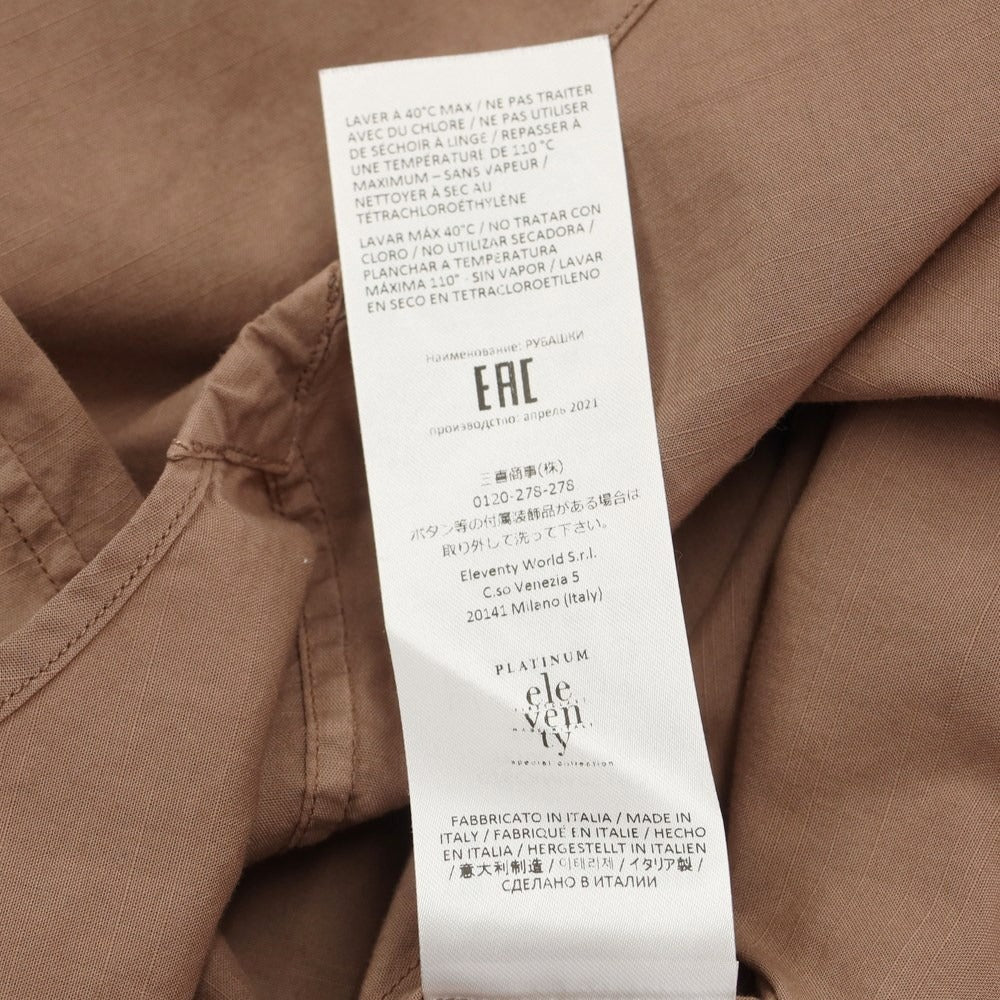 LAVER À 40°C MAX / NE PAS TRAITER
AVEC DU CHLORE / NE PAS UTILISER
DE SÉCHOIR À LINGE / REPASSER À
UNE TEMPÉRATURE DE 110 °C
MAXIMUM – SANS VAPEUR /
NETTOYER À SEC AU
TÉTRACHLOROÉTHYLÈNE
LAVAR MÁX 40°C / NO TRATAR CON
CLORO / NO UTILIZAR SECADORA /
PLANCHAR A TEMPERATURA
MÁXIMA 110° - SIN VAPOR / LAVAR
EN SECO EN TETRACLOROETILENO
Наименование: РУБАШКИ
EAC
производство: апрель 2021
三喜商事(株)
0120-278-278
ボタン等の付属装飾品がある場合は
取り外して洗って下さい。
Eleventy World S.r.l.
C.so Venezia 5
20141 Milano (Italy)
PLATINUM
ele
ven
ty
special collection
FABBRICATO IN ITALIA / MADE IN
ITALY / FABRIQUÉ EN ITALIE / HECHO
EN ITALIA / HERGESTELLT IN ITALIEN
/ 意大利制造 / 이태리제 / イタリア製 /
СДЕЛАНО В ИТАЛИИ